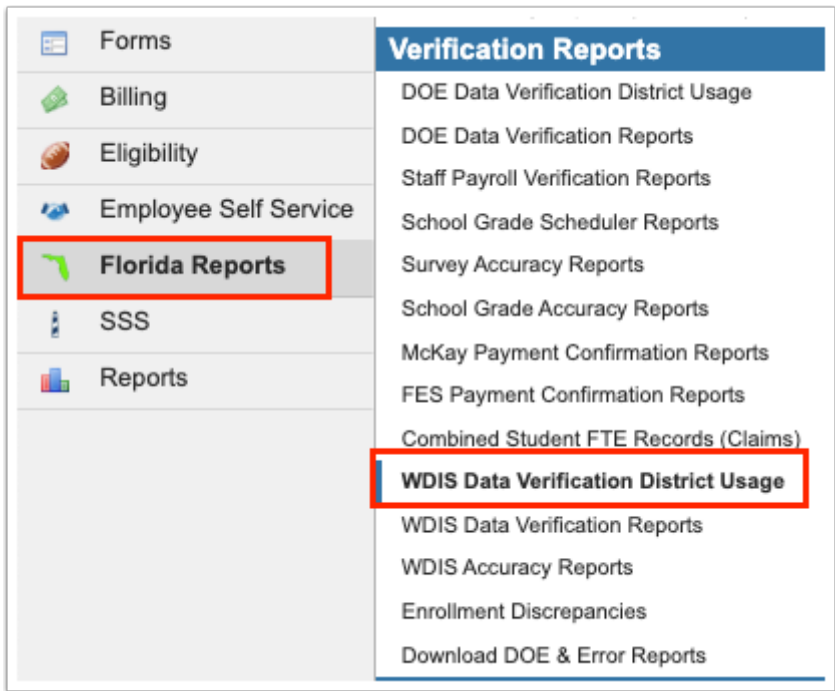 Forms
Billing
Eligibility
Employee Self Service
Florida Reports
SSS
Reports
Verification Reports
DOE Data Verification District Usage
DOE Data Verification Reports
Staff Payroll Verification Reports
School Grade Scheduler Reports
Survey Accuracy Reports
School Grade Accuracy Reports
McKay Payment Confirmation Reports
FES Payment Confirmation Reports
Combined Student FTE Records (Claims)
WDIS Data Verification District Usage
WDIS Data Verification Reports
WDIS Accuracy Reports
Enrollment Discrepancies
Download DOE & Error Reports